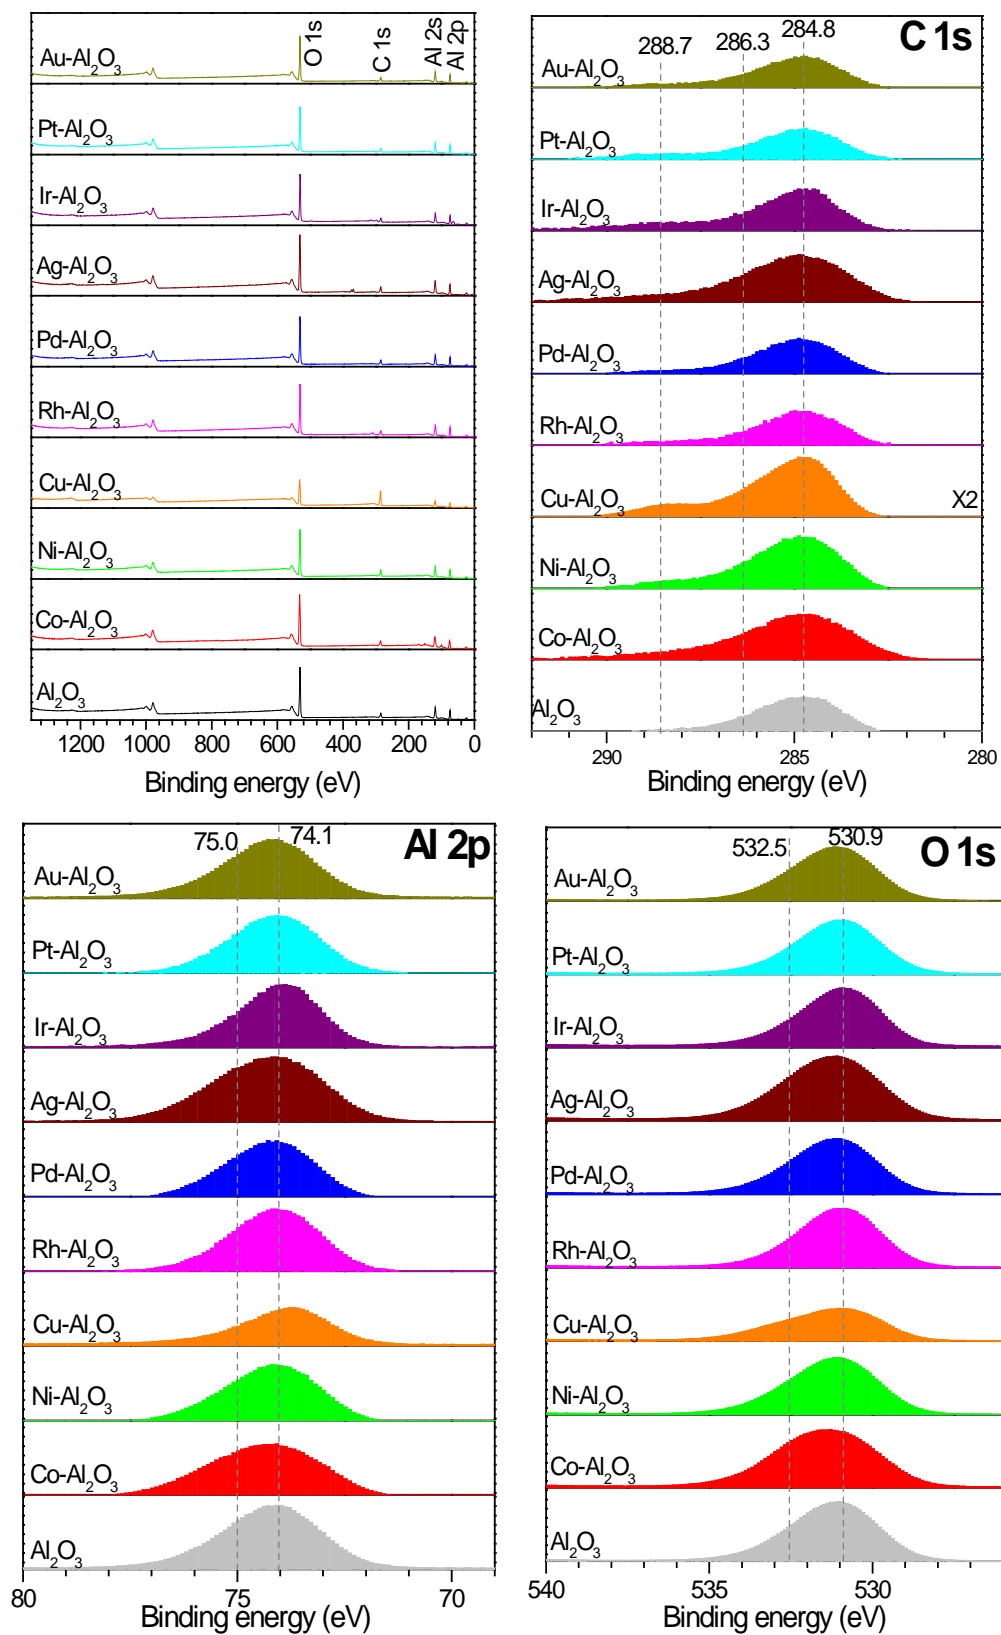 O 1s
C 1s
Al 2s
Al 2p
Au-Al₂O₃
Pt-Al₂O₃
Ir-Al₂O₃
Ag-Al₂O₃
Pd-Al₂O₃
Rh-Al₂O₃
Cu-Al₂O₃
Ni-Al₂O₃
Co-Al₂O₃
Al₂O₃
1200 1000 800 600 400 200 0
Binding energy (eV)
C 1s
288.7 286.3 284.8
Au-Al₂O₃
Pt-Al₂O₃
Ir-Al₂O₃
Ag-Al₂O₃
Pd-Al₂O₃
Rh-Al₂O₃
Cu-Al₂O₃ X2
Ni-Al₂O₃
Co-Al₂O₃
Al₂O₃
290 285 280
Binding energy (eV)
Al 2p
75.0 74.1
Au-Al₂O₃
Pt-Al₂O₃
Ir-Al₂O₃
Ag-Al₂O₃
Pd-Al₂O₃
Rh-Al₂O₃
Cu-Al₂O₃
Ni-Al₂O₃
Co-Al₂O₃
Al₂O₃
80 75 70
Binding energy (eV)
O 1s
532.5 530.9
Au-Al₂O₃
Pt-Al₂O₃
Ir-Al₂O₃
Ag-Al₂O₃
Pd-Al₂O₃
Rh-Al₂O₃
Cu-Al₂O₃
Ni-Al₂O₃
Co-Al₂O₃
Al₂O₃
540 535 530
Binding energy (eV)